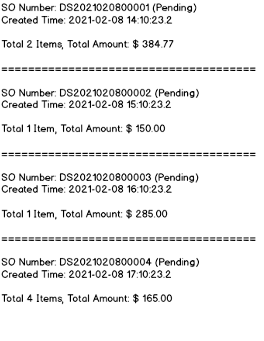 SO Number: DS2021020800001 (Pending)
Created Time: 2021-02-08 14:10:23.2
Total 2 Items, Total Amount: $ 384.77
=====================================
SO Number: DS2021020800002 (Pending)
Created Time: 2021-02-08 15:10:23.2
Total 1 Item, Total Amount: $ 150.00
=====================================
SO Number: DS2021020800003 (Pending)
Created Time: 2021-02-08 16:10:23.2
Total 1 Item, Total Amount: $ 285.00
=====================================
SO Number: DS2021020800004 (Pending)
Created Time: 2021-02-08 17:10:23.2
Total 4 Items, Total Amount: $ 165.00